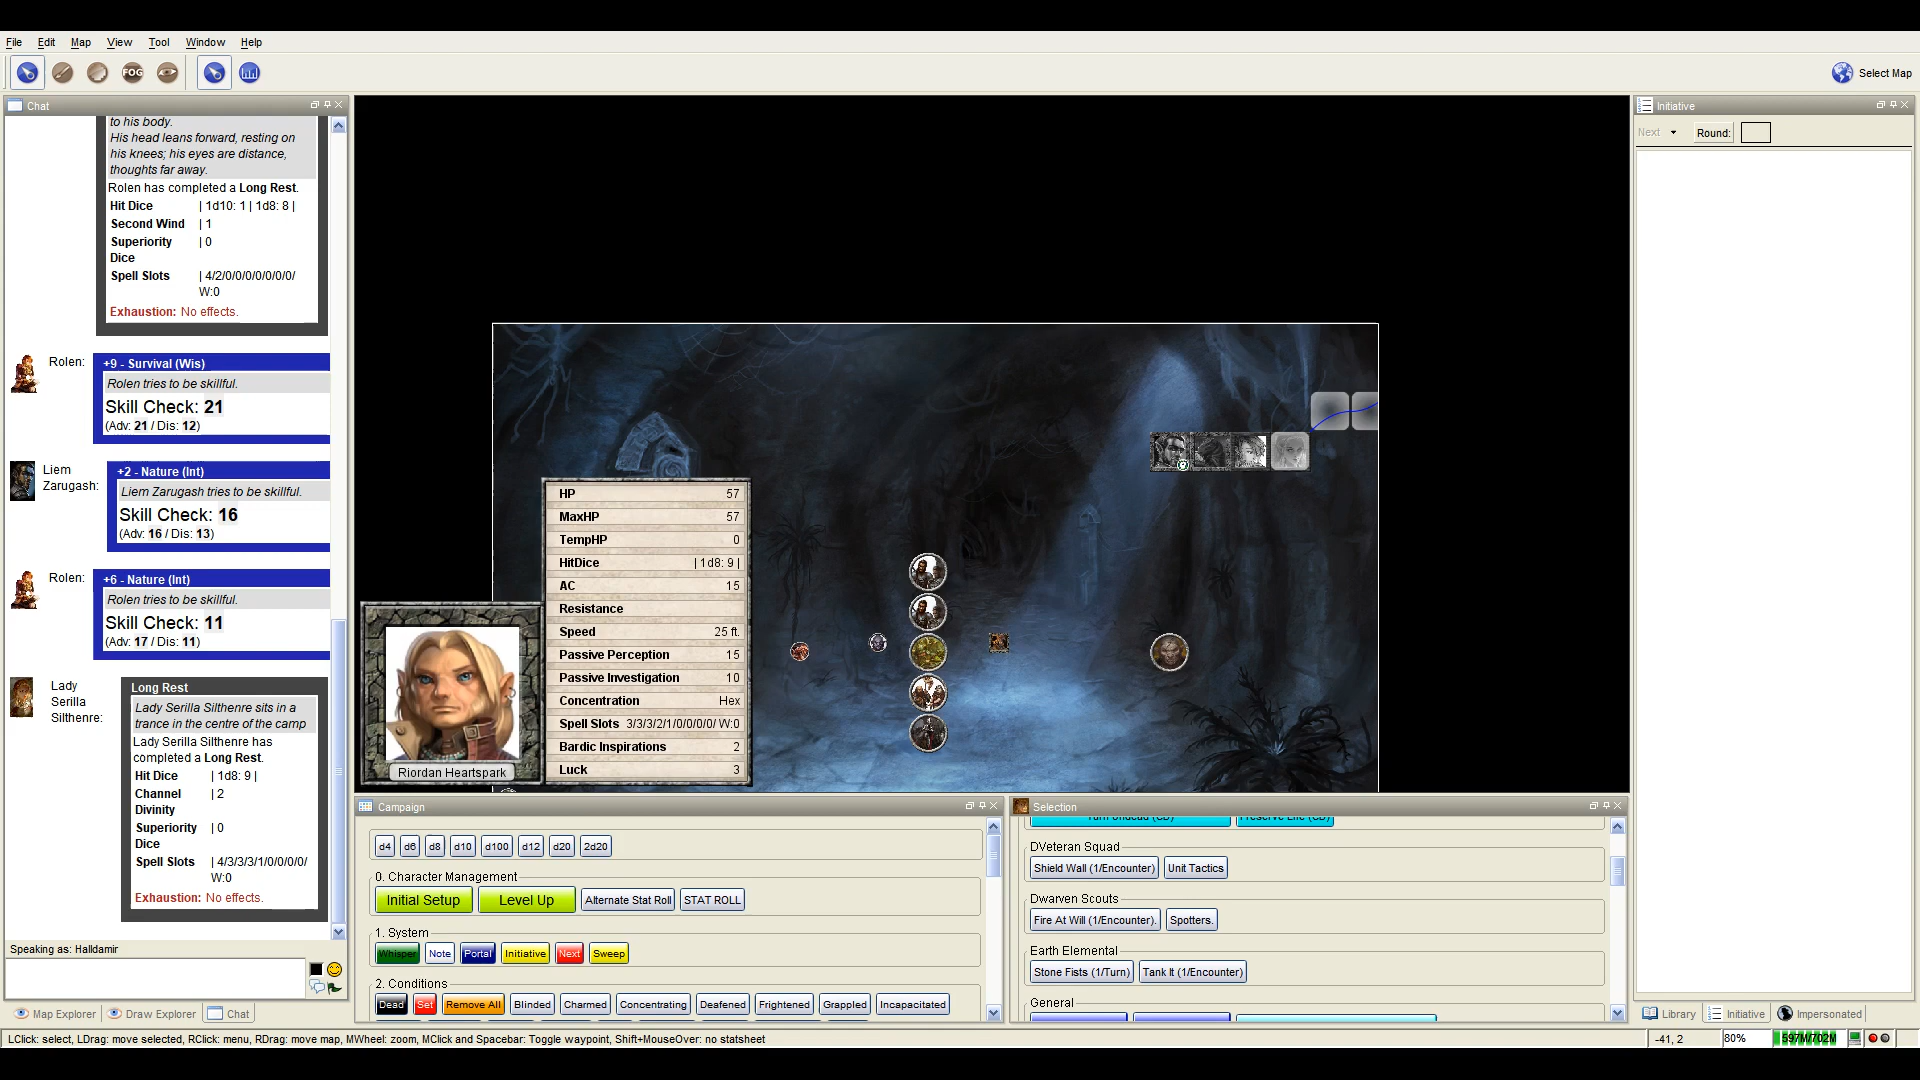 File Edit Map View Tool Window Help
FOG
Select Map
Chat
to his body.
His head leans forward, resting on
his knees; his eyes are distance,
thoughts far away.
Rolen has completed a Long Rest.
Hit Dice | 1d10: 1 | 1d8: 8 |
Second Wind | 1
Superiority | 0
Dice
Spell Slots | 4/2/0/0/0/0/0/0/0/
W:0
Exhaustion: No effects.
Rolen:
+9 - Survival (Wis)
Rolen tries to be skillful.
Skill Check: 21
(Adv: 21 / Dis: 12)
Liem
Zarugash:
+2 - Nature (Int)
Liem Zarugash tries to be skillful.
Skill Check: 16
(Adv: 16 / Dis: 13)
Rolen:
+6 - Nature (Int)
Rolen tries to be skillful.
Skill Check: 11
(Adv: 17 / Dis: 11)
Lady
Serilla
Silthenre:
Long Rest
Lady Serilla Silthenre sits in a
trance in the centre of the camp
Lady Serilla Silthenre has
completed a Long Rest.
Hit Dice | 1d8: 9 |
Channel | 2
Divinity
Superiority | 0
Dice
Spell Slots | 4/3/3/3/1/0/0/0/0/
W:0
Exhaustion: No effects.
Speaking as: Halldamir
Map Explorer Draw Explorer Chat
HP 57
MaxHP 57
TempHP 0
HitDice | 1d8: 9 |
AC 15
Resistance
Speed 25 ft.
Passive Perception 15
Passive Investigation 10
Concentration Hex
Spell Slots 3/3/3/2/1/0/0/0/0/ W:0
Bardic Inspirations 2
Luck 3
Riordan Heartspark
Campaign
d4 d6 d8 d10 d100 d12 d20 2d20
0. Character Management
Initial Setup Level Up Alternate Stat Roll STAT ROLL
1. System
Whisper Note Portal Initiative Next Sweep
2. Conditions
Dead Set Remove All Blinded Charmed Concentrating Deafened Frightened Grappled Incapacitated
Selection
Turn Undead (CD) Preserve Life (CD)
DVeteran Squad
Shield Wall (1/Encounter) Unit Tactics
Dwarven Scouts
Fire At Will (1/Encounter). Spotters.
Earth Elemental
Stone Fists (1/Turn) Tank It (1/Encounter)
General
Initiative
Next Round:
Library Initiative Impersonated
LClick: select, LDrag: move selected, RClick: menu, RDrag: move map, MWheel: zoom, MClick and Spacebar: Toggle waypoint, Shift+MouseOver: no statsheet
-41, 2 80% 597M/702M